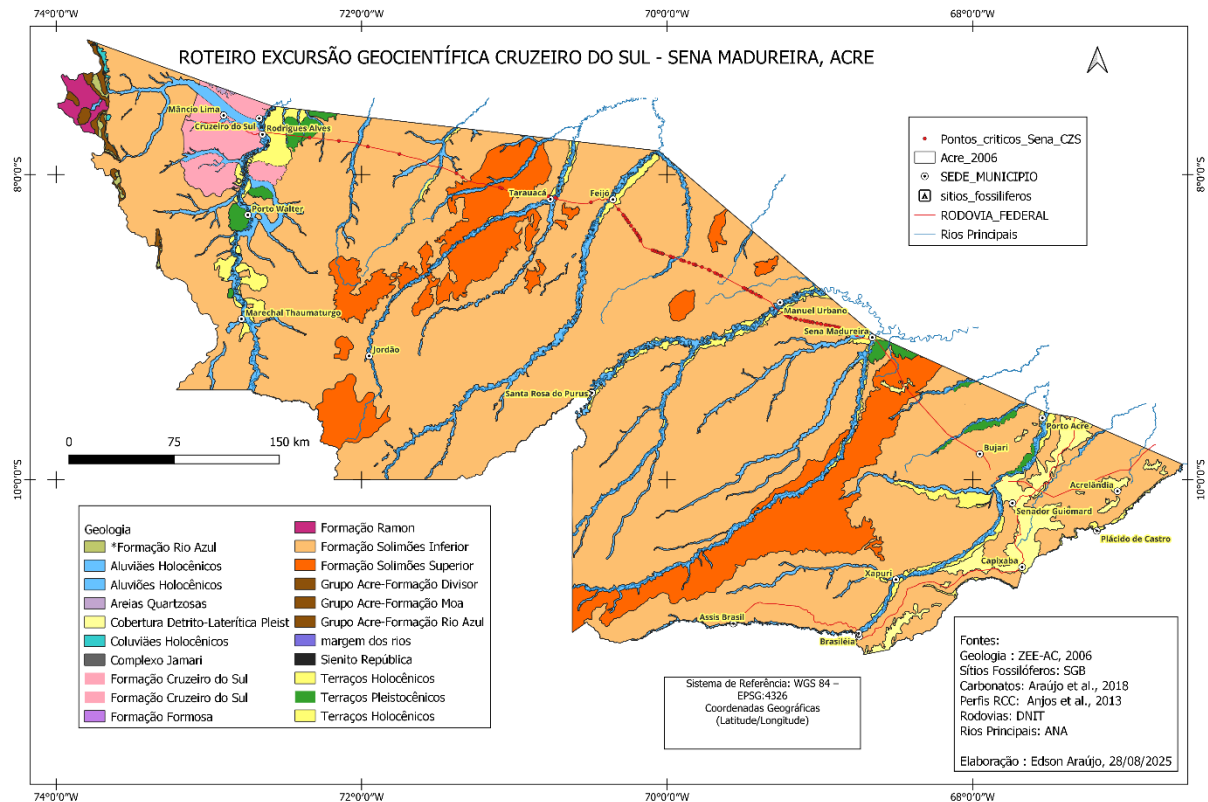 74°0'0"W 72°0'0"W 70°0'0"W 68°0'0"W
ROTEIRO EXCURSÃO GEOCIENTÍFICA CRUZEIRO DO SUL - SENA MADUREIRA, ACRE
Mâncio Lima
Cruzeiro do Sul
Rodrigues Alves
8°0'0"S
8°0'0"S
Pontos_criticos_Sena_CZS
Acre_2006
SEDE_MUNICIPIO
sitios_fossiliferos
RODOVIA_FEDERAL
Rios Principais
Tarauacá
Feijó
Porto Walter
Marechal Thaumaturgo
Jordão
Manuel Urbano
Sena Madureira
Santa Rosa do Purus
0 75 150 km
10°0'0"S
10°0'0"S
Porto Acre
Bujari
Acrelândia
Senador Guiomard
Plácido de Castro
Capixaba
Xapuri
Assis Brasil
Brasiléia
Geologia
*Formação Rio Azul
Aluviães Holocênicos
Aluviões Holocênicos
Areias Quartzosas
Cobertura Detrito-Laterítica Pleist
Coluviães Holocênicos
Complexo Jamari
Formação Cruzeiro do Sul
Formação Cruzeiro do Sul
Formação Formosa
Formação Ramon
Formação Solimões Inferior
Formação Solimões Superior
Grupo Acre-Formação Divisor
Grupo Acre-Formação Moa
Grupo Acre-Formação Rio Azul
margem dos rios
Sienito República
Terraços Holocênicos
Terraços Pleistocênicos
Terraços Holocênicos
Sistema de Referência: WGS 84 –
EPSG:4326
Coordenadas Geográficas
(Latitude/Longitude)
Fontes:
Geologia : ZEE-AC, 2006
Sítios Fossilíferos: SGB
Carbonatos: Araújo et al., 2018
Perfis RCC: Anjos et al., 2013
Rodovias: DNIT
Rios Principais: ANA
Elaboração : Edson Araújo, 28/08/2025
74°0'0"W 72°0'0"W 70°0'0"W 68°0'0"W